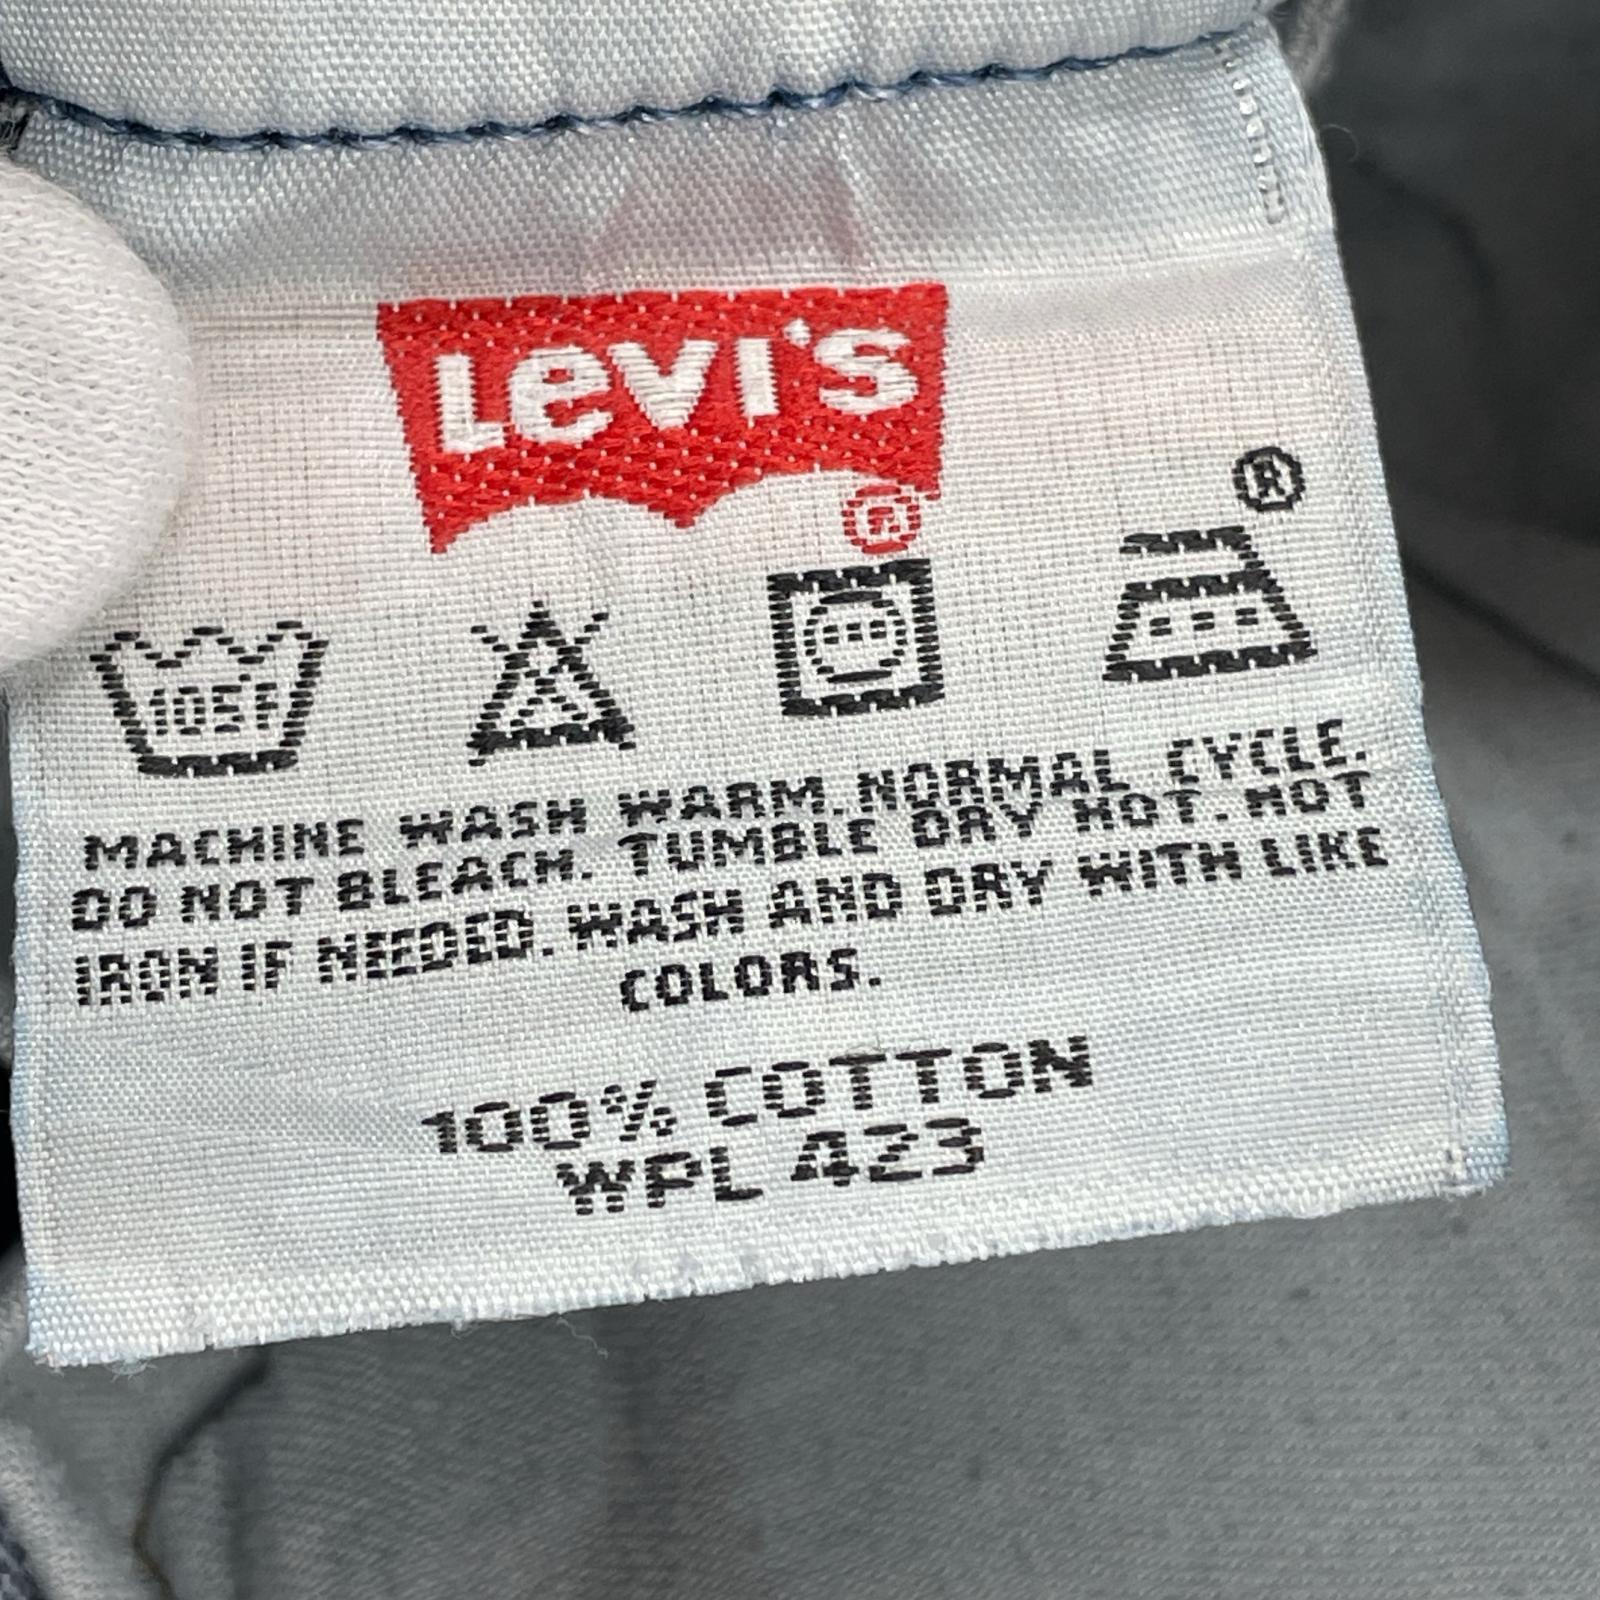 Levi's
®
®
105°F
MACHINE WASH WARM. NORMAL CYCLE.
DO NOT BLEACH. TUMBLE DRY HOT. HOT
IRON IF NEEDED. WASH AND DRY WITH LIKE
COLORS.
100% COTTON
WPL 423